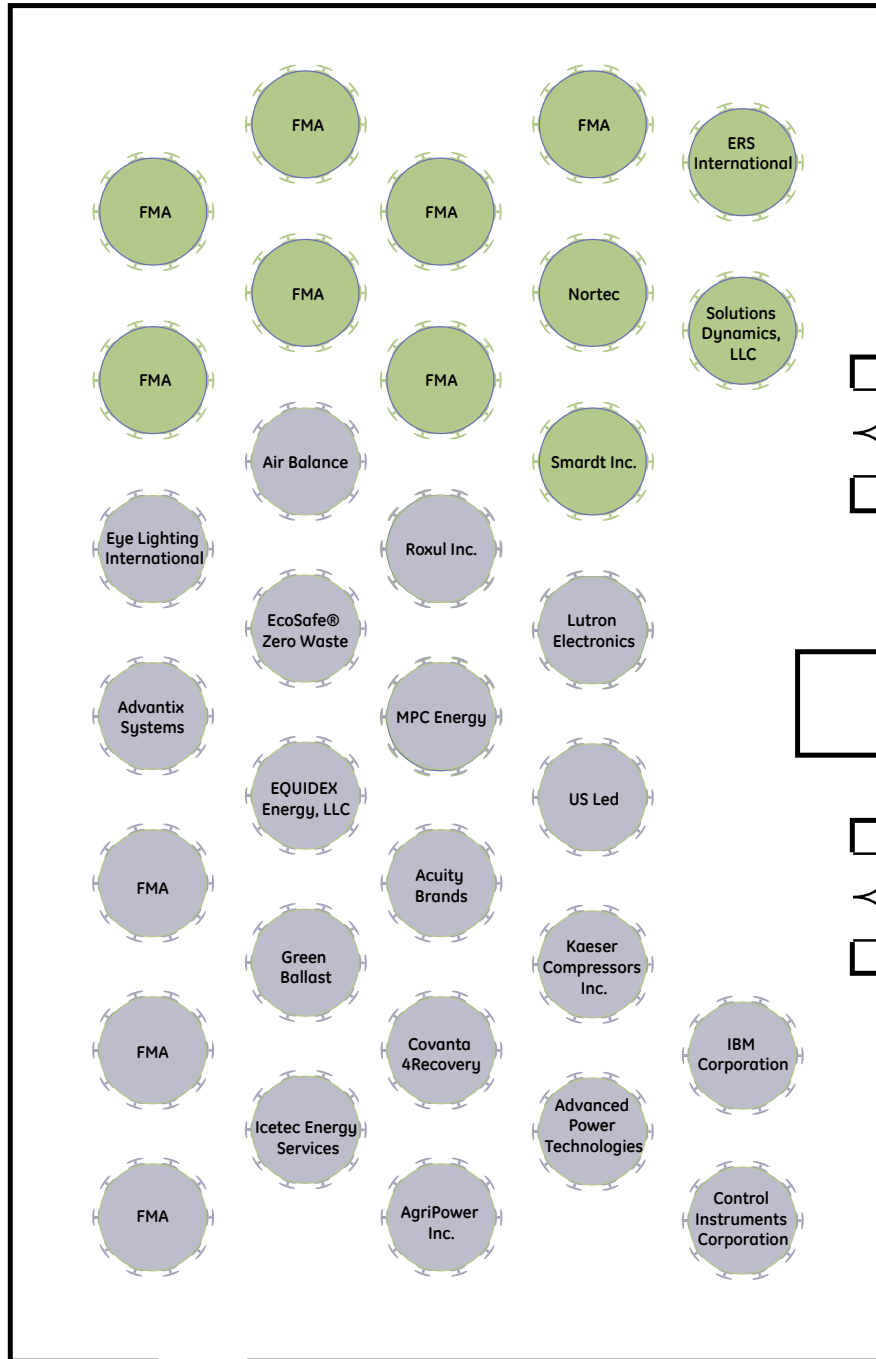 FMA
FMA
ERS
International
FMA
FMA
FMA
Nortec
Solutions
Dynamics,
LLC
FMA
FMA
Air Balance
Smardt Inc.
Eye Lighting
International
Roxul Inc.
EcoSafe®
Zero Waste
Lutron
Electronics
Advantix
Systems
MPC Energy
EQUIDEX
Energy, LLC
US Led
FMA
Acuity
Brands
Green
Ballast
Kaeser
Compressors
Inc.
FMA
Covanta
4Recovery
IBM
Corporation
Icetec Energy
Services
Advanced
Power
Technologies
FMA
AgriPower
Inc.
Control
Instruments
Corporation